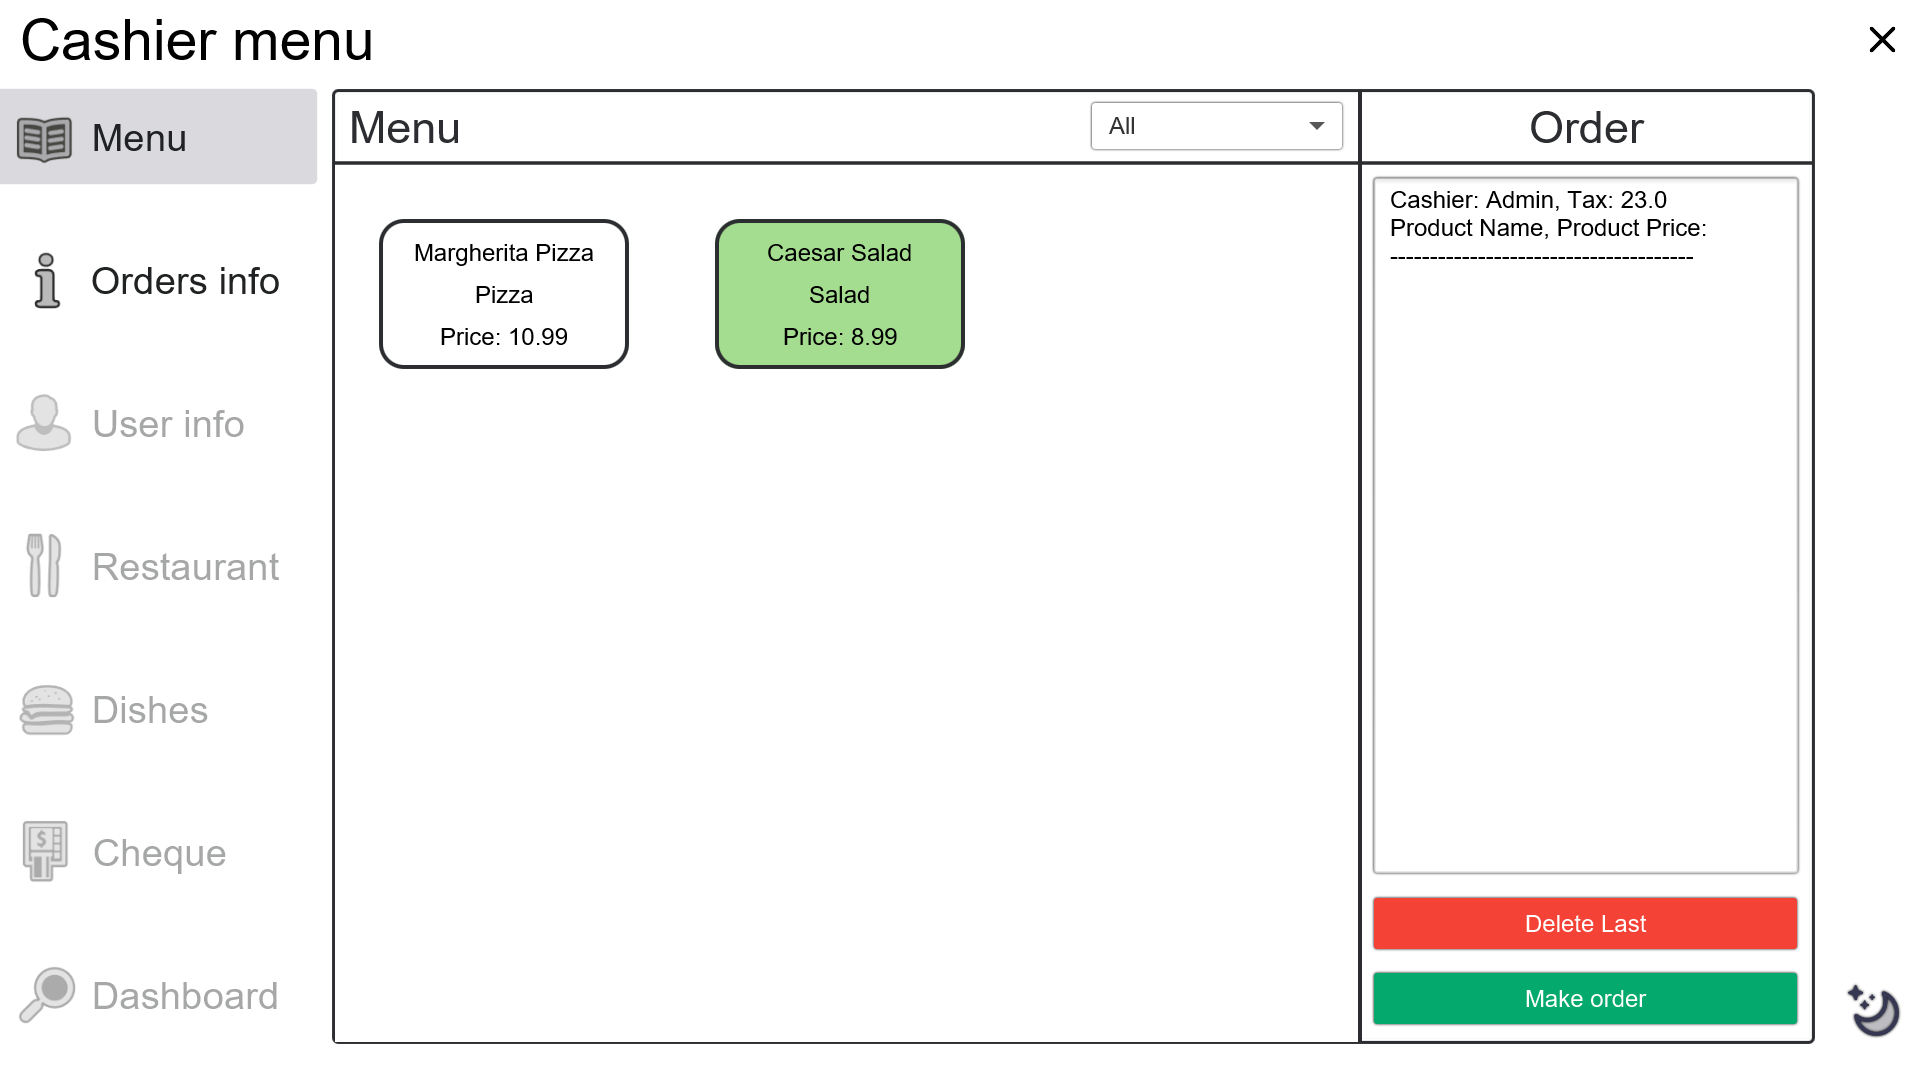 Cashier menu
Menu
Orders info
User info
Restaurant
Dishes
Cheque
Dashboard
Menu
All
Margherita Pizza
Pizza
Price: 10.99
Caesar Salad
Salad
Price: 8.99
Order
Cashier: Admin, Tax: 23.0
Product Name, Product Price:
--------------------------------------
Delete Last
Make order